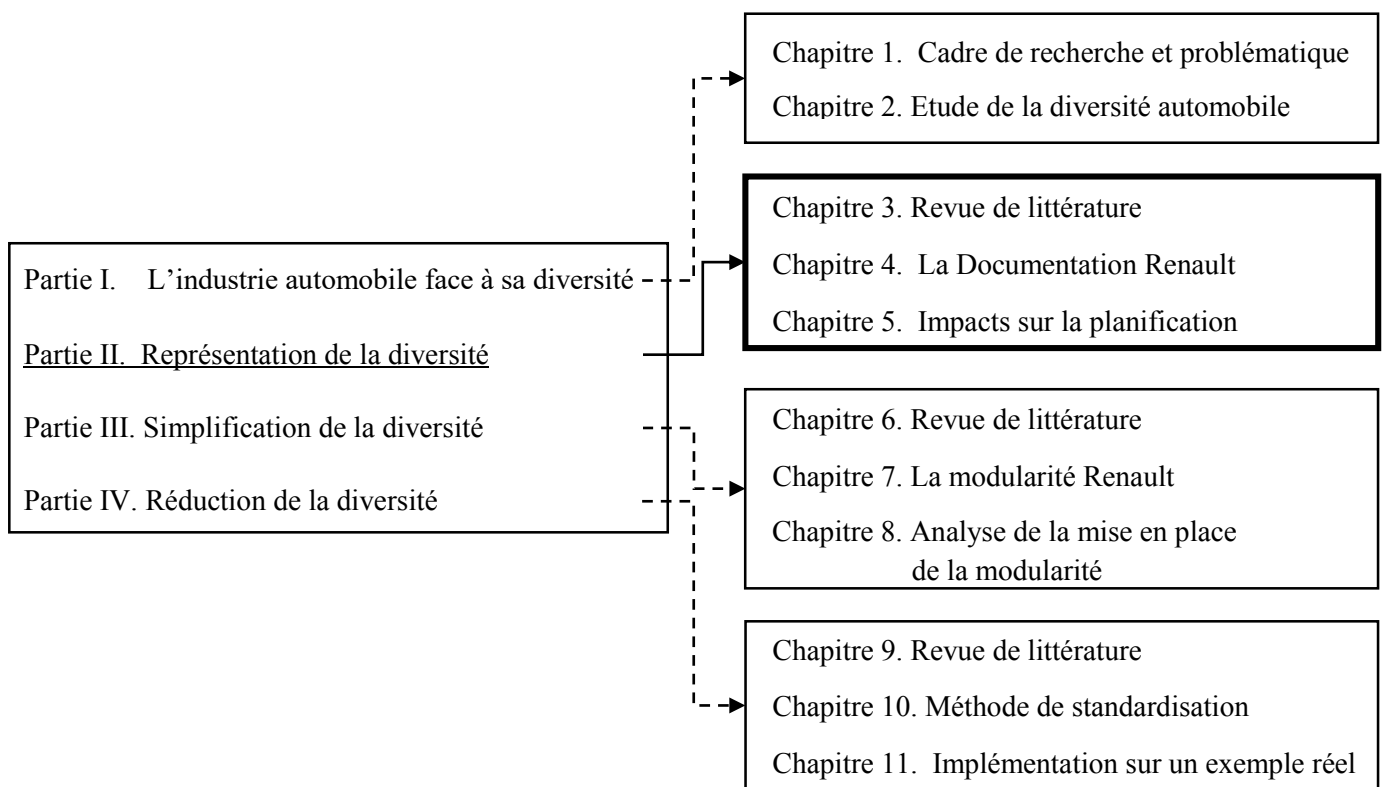 Partie I. L’industrie automobile face à sa diversité
Partie II. Représentation de la diversité
Partie III. Simplification de la diversité
Partie IV. Réduction de la diversité
Chapitre 1. Cadre de recherche et problématique
Chapitre 2. Etude de la diversité automobile
Chapitre 3. Revue de littérature
Chapitre 4. La Documentation Renault
Chapitre 5. Impacts sur la planification
Chapitre 6. Revue de littérature
Chapitre 7. La modularité Renault
Chapitre 8. Analyse de la mise en place
de la modularité
Chapitre 9. Revue de littérature
Chapitre 10. Méthode de standardisation
Chapitre 11. Implémentation sur un exemple réel